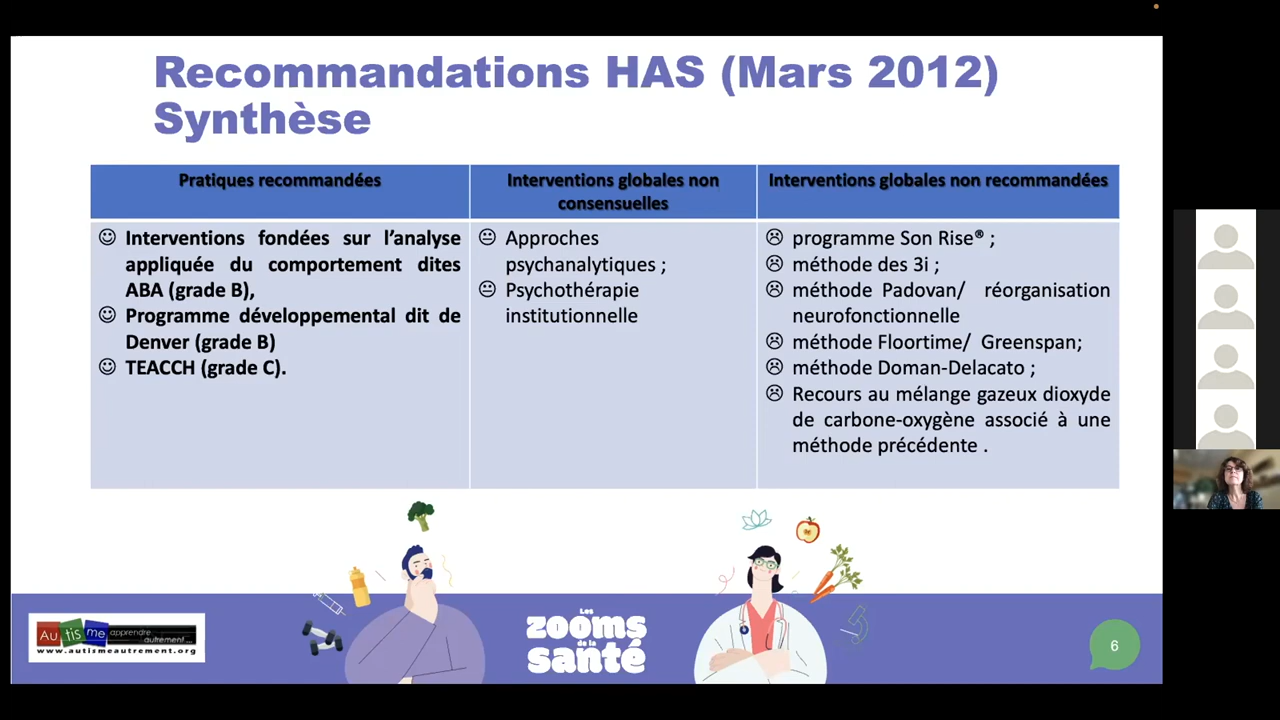 Recommandations HAS (Mars 2012)
Synthèse
Pratiques recommandées
Interventions fondées sur l’analyse
appliquée du comportement dites
ABA (grade B),
Programme développemental dit de
Denver (grade B)
TEACCH (grade C).
Interventions globales non
consensuelles
Approches
psychanalytiques ;
Psychothérapie
institutionnelle
Interventions globales non recommandées
programme Son Rise® ;
méthode des 3i ;
méthode Padovan/ réorganisation
neurofonctionnelle
méthode Floortime/ Greenspan;
méthode Doman-Delacato ;
Recours au mélange gazeux dioxyde
de carbone-oxygène associé à une
méthode précédente .
Autisme apprendre
autrement...
www.autismeautrement.org
Les
zooms
de la
santé
6